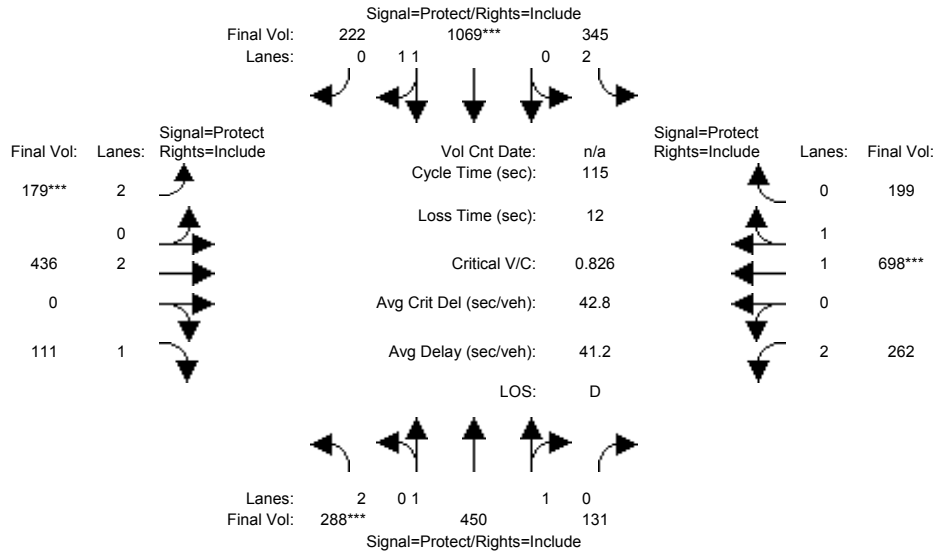 Signal=Protect/Rights=Include
Final Vol: 222 1069*** 345
Lanes: 0 1 1 0 2
Signal=Protect Signal=Protect
Final Vol: Lanes: Rights=Include Vol Cnt Date: n/a Rights=Include Lanes: Final Vol:
Cycle Time (sec): 115
179*** 2 0 199
Loss Time (sec): 12
0 1
436 2 Critical V/C: 0.826 1 698***
0 Avg Crit Del (sec/veh): 42.8 0
111 1 Avg Delay (sec/veh): 41.2 2 262
LOS: D
Lanes: 2 0 1 1 0
Final Vol: 288*** 450 131
Signal=Protect/Rights=Include